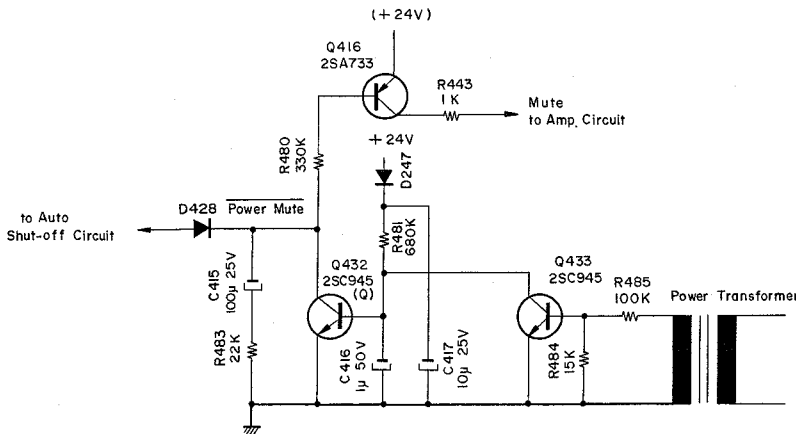 (+24V)
Q416
2SA733
R443
1K
Mute
to Amp. Circuit
+24V
R480
330K
D247
D428
Power Mute
to Auto
Shut-off Circuit
R481
680K
C415
100μ 25V
Q432
2SC945
(Q)
Q433
2SC945
R485
100K
Power Transformer
R483
22K
C416
1μ 50V
C417
10μ 25V
R484
15K